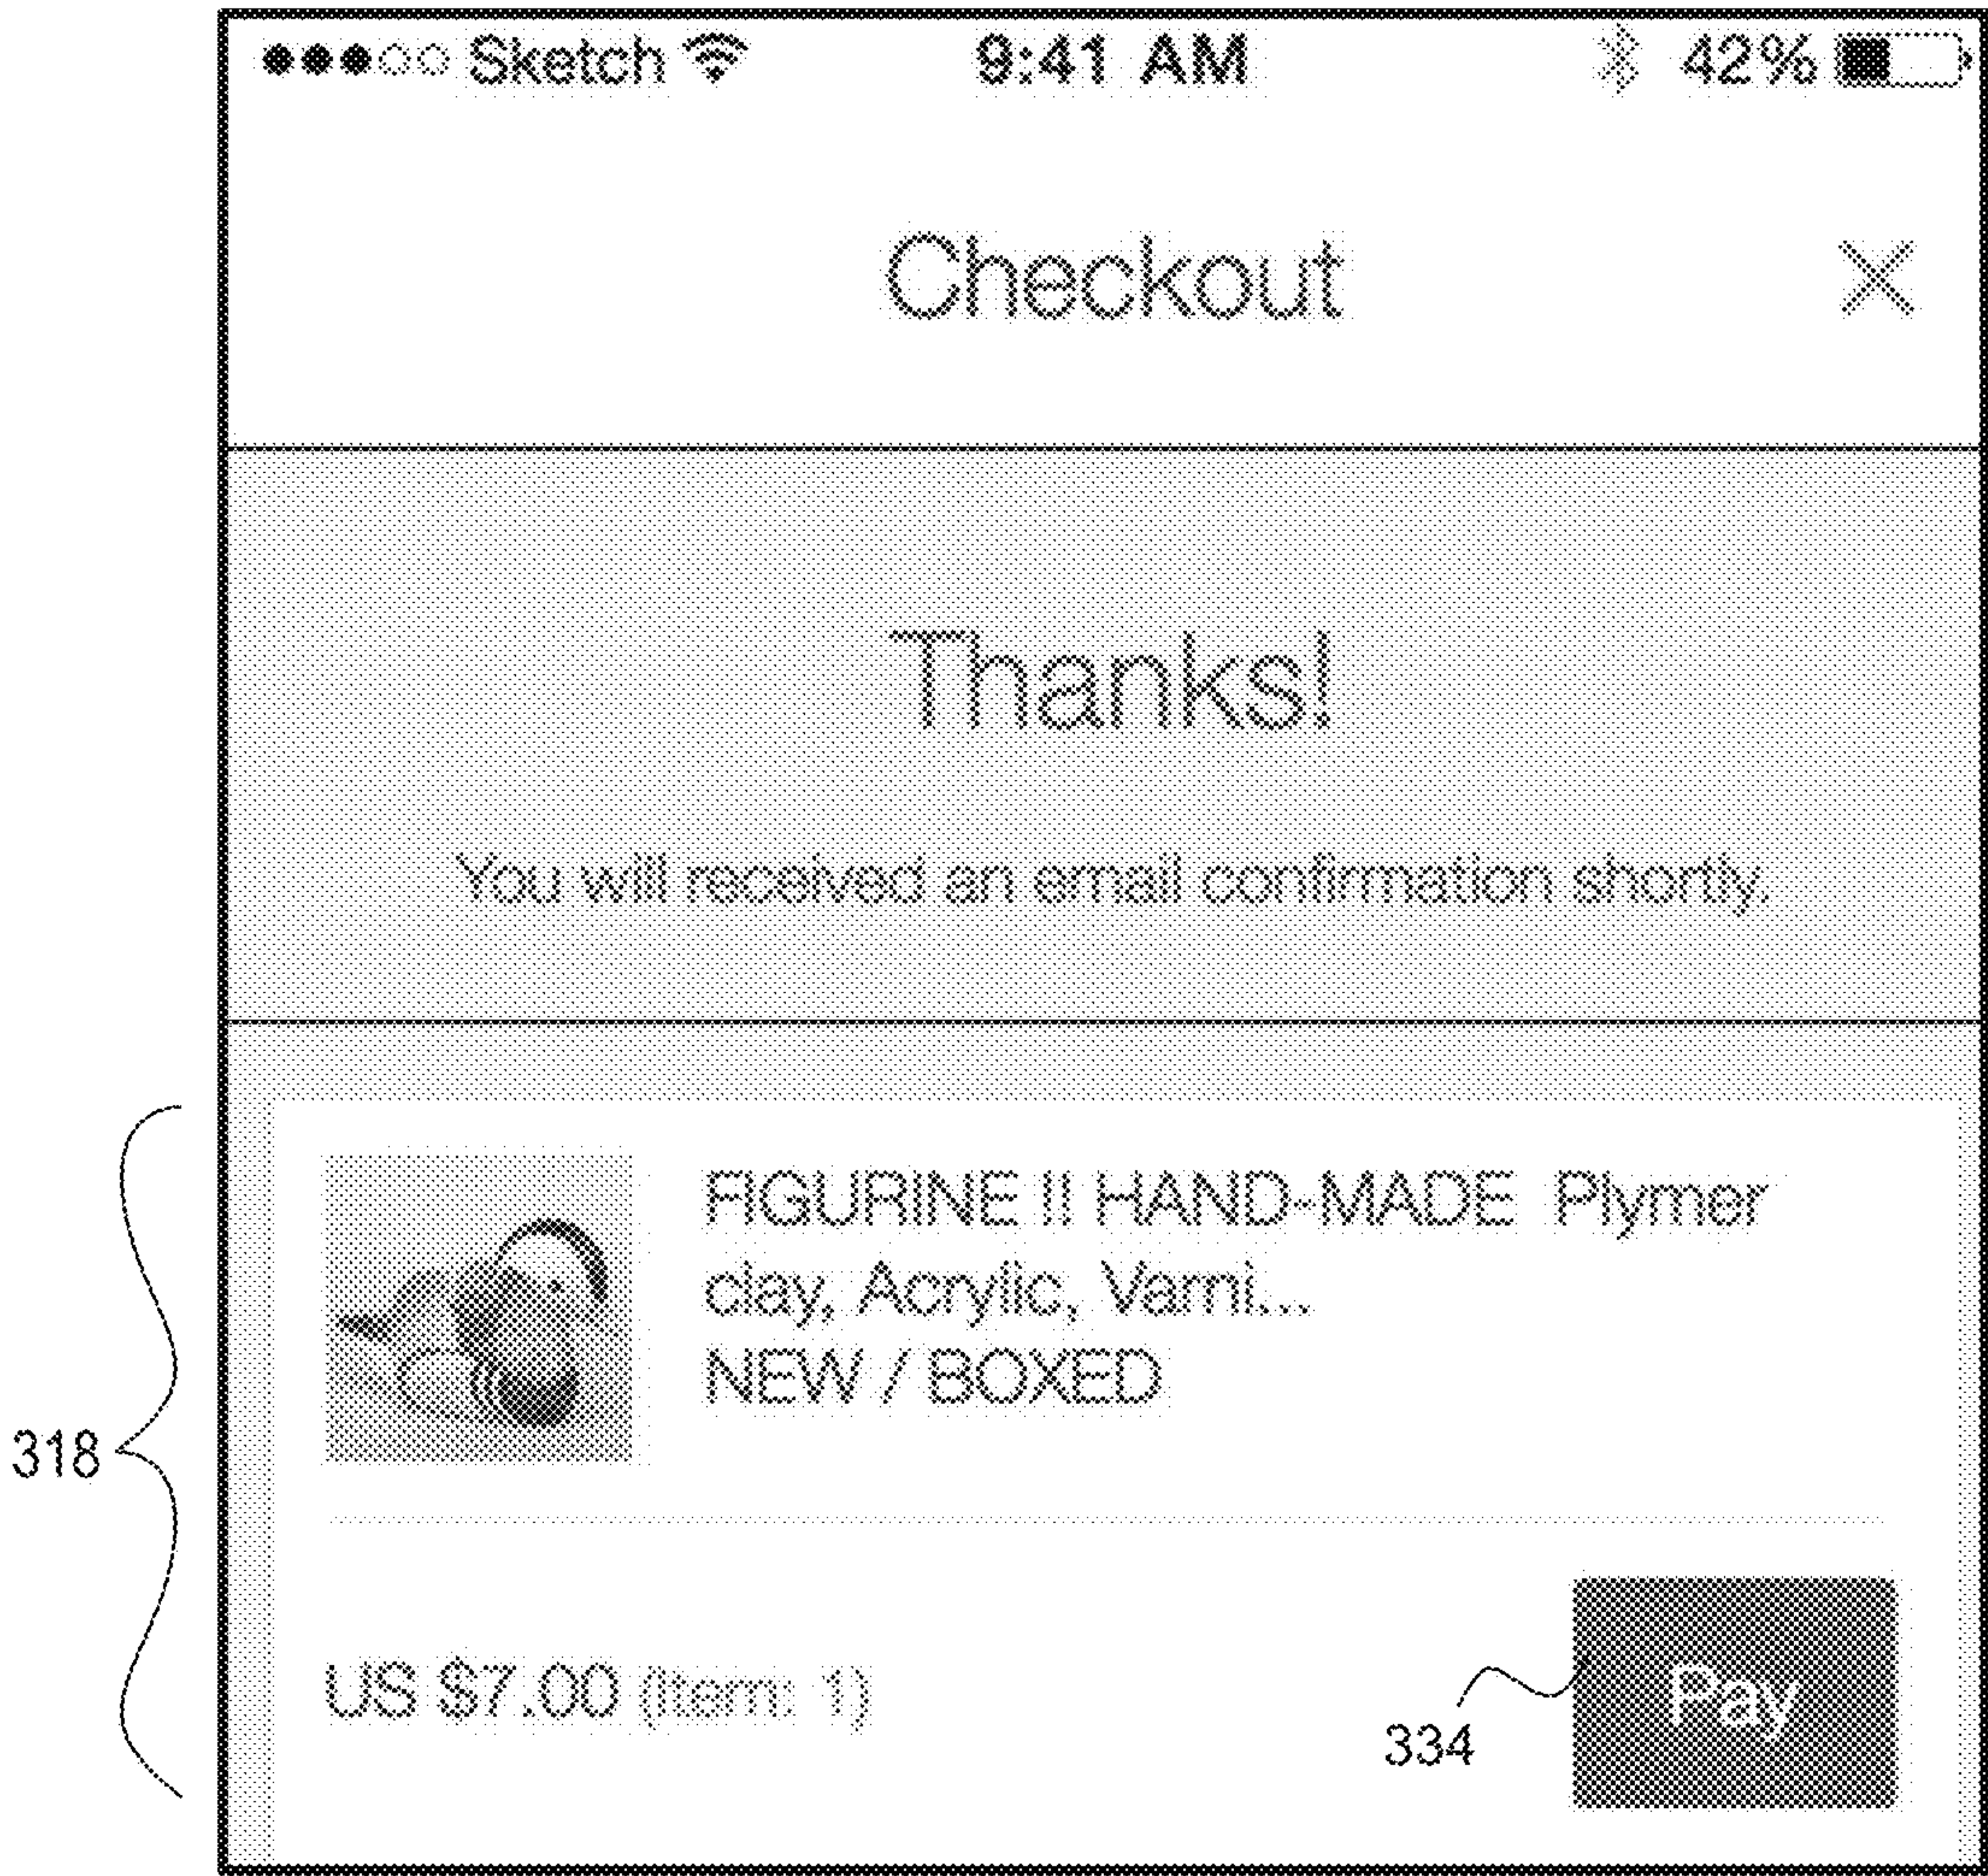 Sketch 9:41 AM 42%
Checkout
Thanks!
You will received an email confirmation shortly.
FIGURINE !! HAND-MADE Plymer
clay, Acrylic, Varni...
NEW / BOXED
318
US $7.00 (Item: 1)
Pay
334